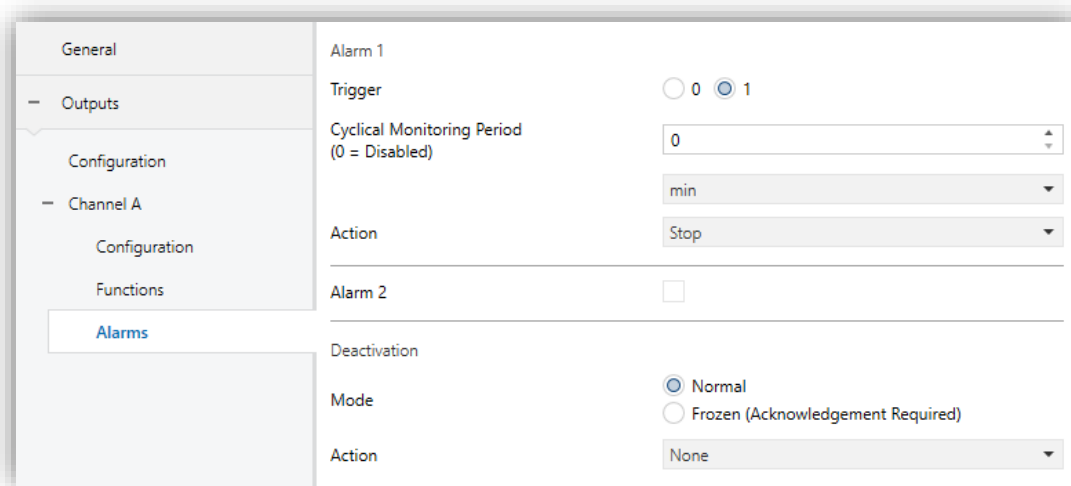 General
Outputs
Configuration
Channel A
Configuration
Functions
Alarms
Alarm 1
Trigger 0 1
Cyclical Monitoring Period
(0 = Disabled) 0
min
Action Stop
Alarm 2
Deactivation
Mode Normal
Frozen (Acknowledgement Required)
Action None